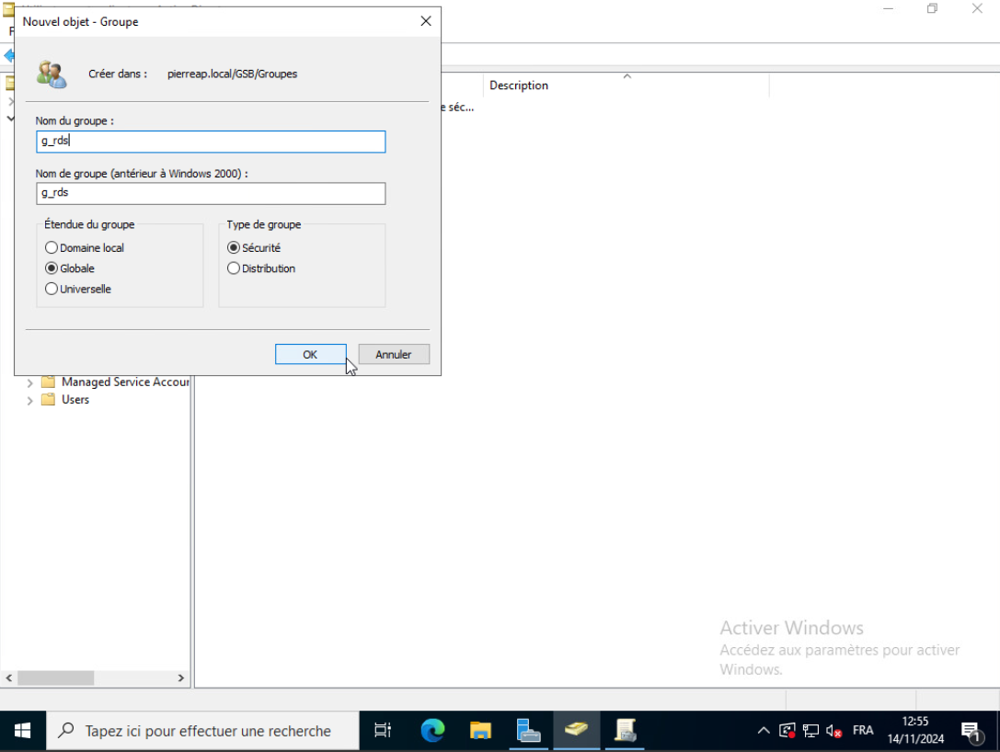 Nouvel objet - Groupe
Créer dans : pierreap.local/GSB/Groupes
Nom du groupe :
g_rds
Nom de groupe (antérieur à Windows 2000) :
g_rds
Étendue du groupe
Domaine local
Globale
Universelle
Type de groupe
Sécurité
Distribution
OK
Annuler
Description
e séc...
Managed Service Accour
Users
Activer Windows
Accédez aux paramètres pour activer
Windows.
Tapez ici pour effectuer une recherche
FRA
12:55
14/11/2024
1